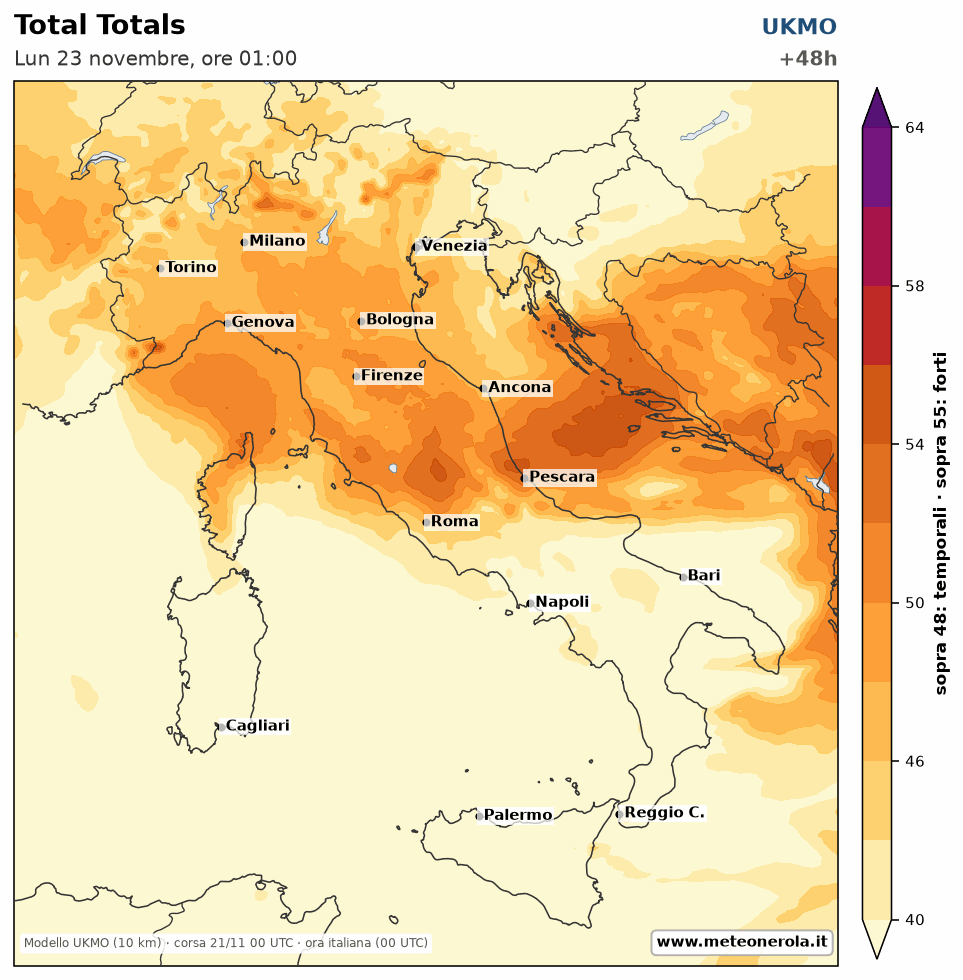 Total Totals
UKMO
Lun 23 novembre, ore 01:00
+48h
Milano
Venezia
Torino
Genova
Bologna
Firenze
Ancona
Pescara
Roma
Bari
Napoli
Cagliari
Palermo
Reggio C.
64
58
54
50
46
40
sopra 48: temporali · sopra 55: forti
Modello UKMO (10 km) · corsa 21/11 00 UTC · ora italiana (00 UTC)
www.meteonerola.it